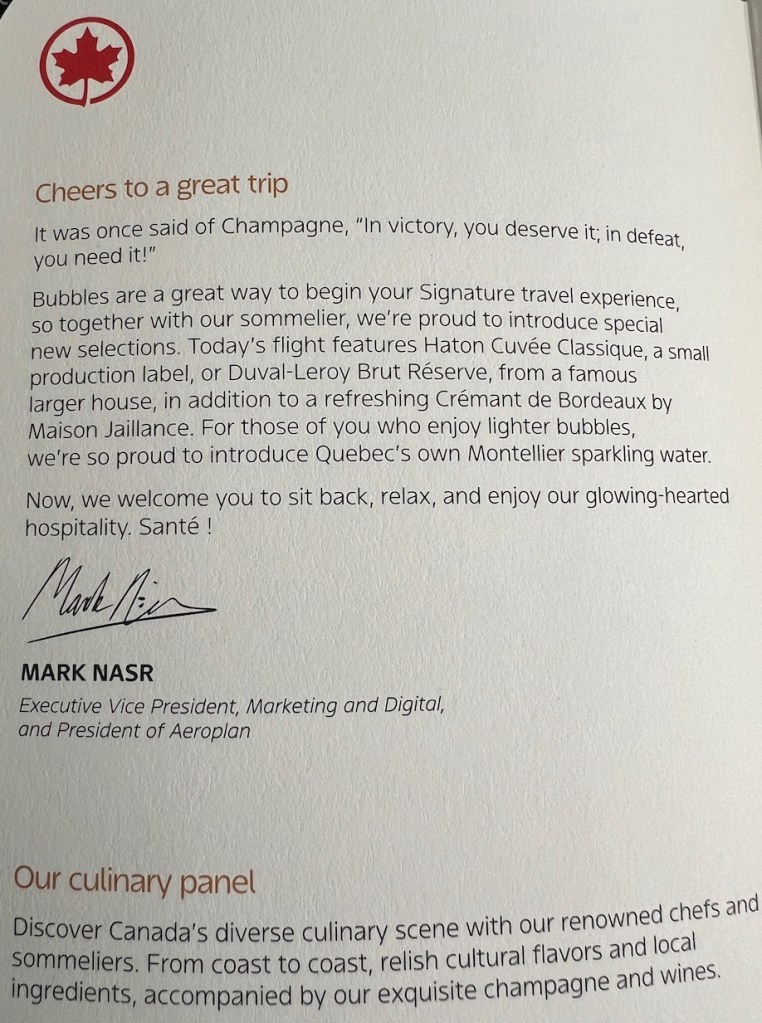 Cheers to a great trip
It was once said of Champagne, “In victory, you deserve it; in defeat,
you need it!”
Bubbles are a great way to begin your Signature travel experience,
so together with our sommelier, we’re proud to introduce special
new selections. Today’s flight features Haton Cuvée Classique, a small
production label, or Duval-Leroy Brut Réserve, from a famous
larger house, in addition to a refreshing Crémant de Bordeaux by
Maison Jaillance. For those of you who enjoy lighter bubbles,
we’re so proud to introduce Quebec’s own Montellier sparkling water.
Now, we welcome you to sit back, relax, and enjoy our glowing-hearted
hospitality. Santé !
MARK NASR
Executive Vice President, Marketing and Digital,
and President of Aeroplan
Our culinary panel
Discover Canada’s diverse culinary scene with our renowned chefs and
sommeliers. From coast to coast, relish cultural flavors and local
ingredients, accompanied by our exquisite champagne and wines.